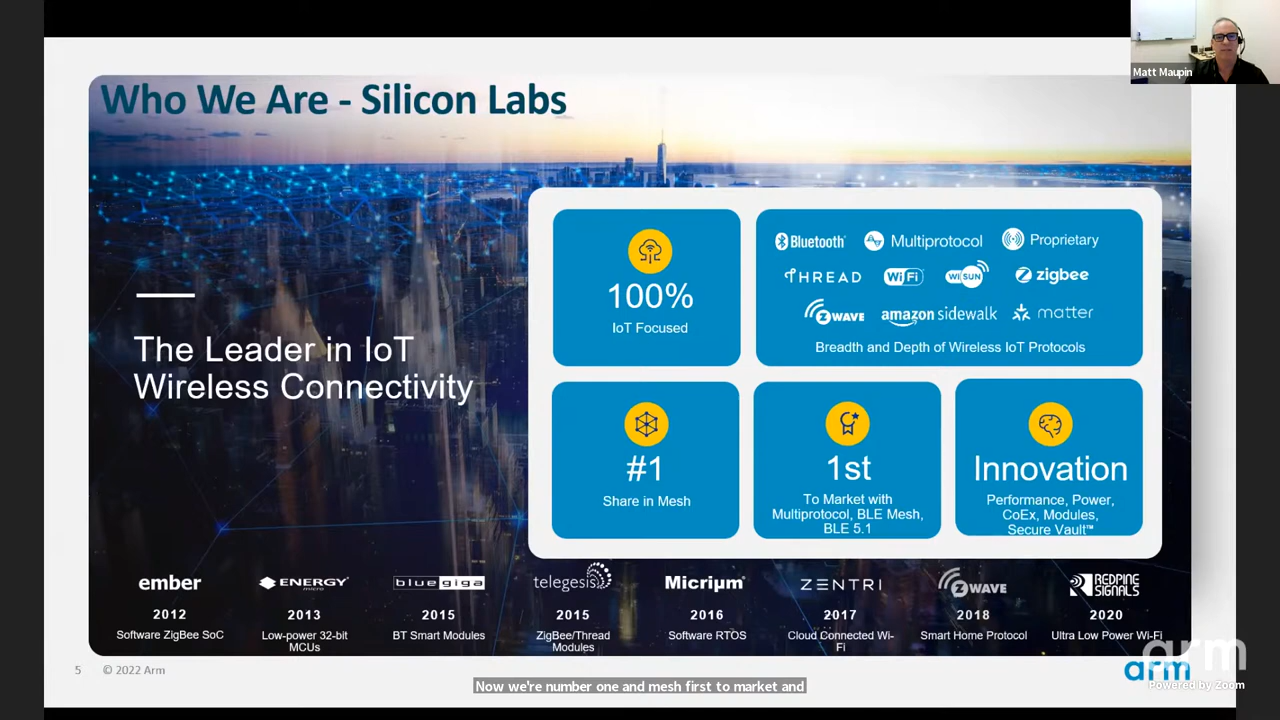 Matt Maupin
Who We Are - Silicon Labs
The Leader in IoT
Wireless Connectivity
100%
IoT Focused
Bluetooth
Multiprotocol
Proprietary
THREAD
WiFi
WI SUN
zigbee
Z WAVE
amazon sidewalk
matter
Breadth and Depth of Wireless IoT Protocols
#1
Share in Mesh
1st
To Market with
Multiprotocol, BLE Mesh,
BLE 5.1
Innovation
Performance, Power,
CoEx, Modules,
Secure Vault™
ember
2012
Software ZigBee SoC
ENERGY
micro
2013
Low-power 32-bit
MCUs
bluegiga
2015
BT Smart Modules
telegesis
2015
ZigBee/Thread
Modules
Micriµm
2016
Software RTOS
ZENTRI
2017
Cloud Connected Wi-
Fi
Z WAVE
2018
Smart Home Protocol
REDPINE
SIGNALS
2020
Ultra Low Power Wi-Fi
5 © 2022 Arm
arm
arm
Powered by Zoom
Now we're number one and mesh first to market and